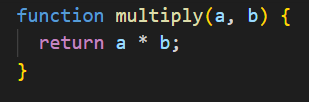 function multiply(a, b) {
  return a * b;
}